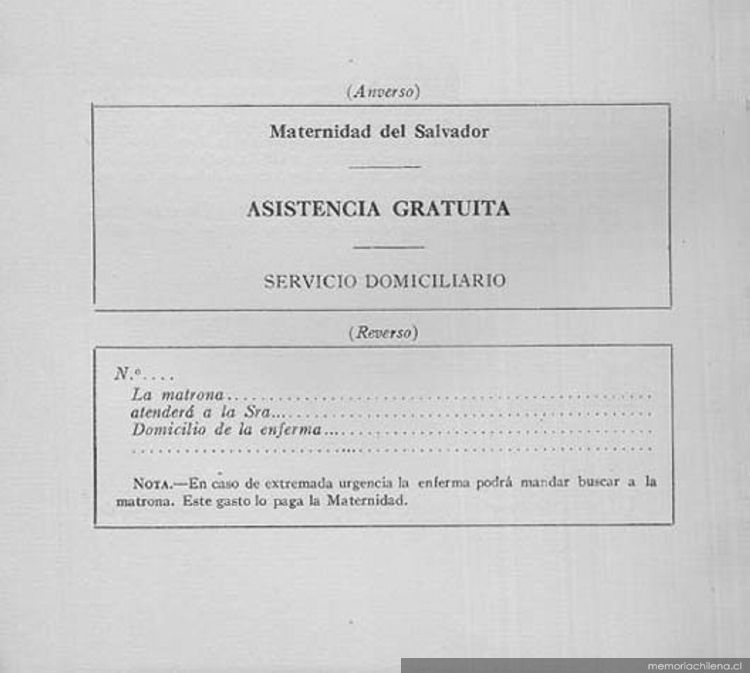 (Anverso)
Maternidad del Salvador
ASISTENCIA GRATUITA
SERVICIO DOMICILIARIO
(Reverso)
N.º....
La matrona.................................................
atenderá a la Sra...........................................
Domicilio de la enferma.....................................
............................................................
NOTA.—En caso de extremada urgencia la enferma podrá mandar buscar a la
matrona. Este gasto lo paga la Maternidad.
memoriachilena.cl